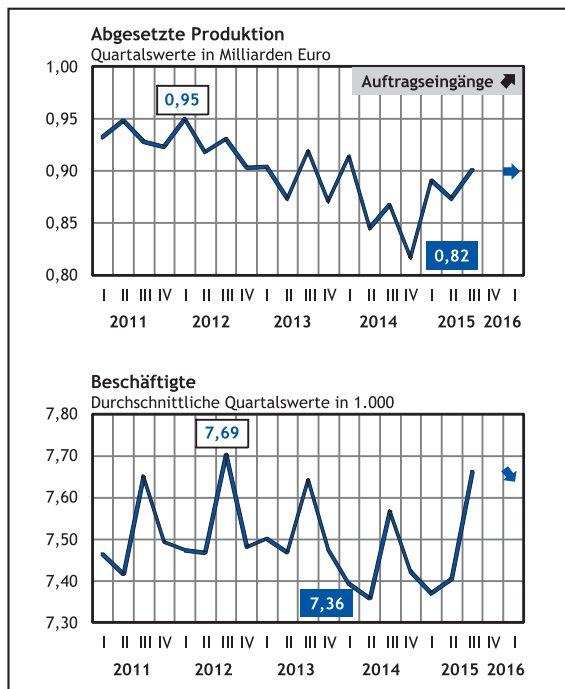 Abgesetzte Produktion
Quartalswerte in Milliarden Euro
1,00
Auftragseingänge
0,95
0,95
0,90
0,85
0,82
0,80
I II III IV I II III IV I II III IV I II III IV I II III IV I
2011 2012 2013 2014 2015 2016
Beschäftigte
Durchschnittliche Quartalswerte in 1.000
7,80
7,69
7,70
7,60
7,50
7,40
7,36
7,30
I II III IV I II III IV I II III IV I II III IV I II III IV I
2011 2012 2013 2014 2015 2016